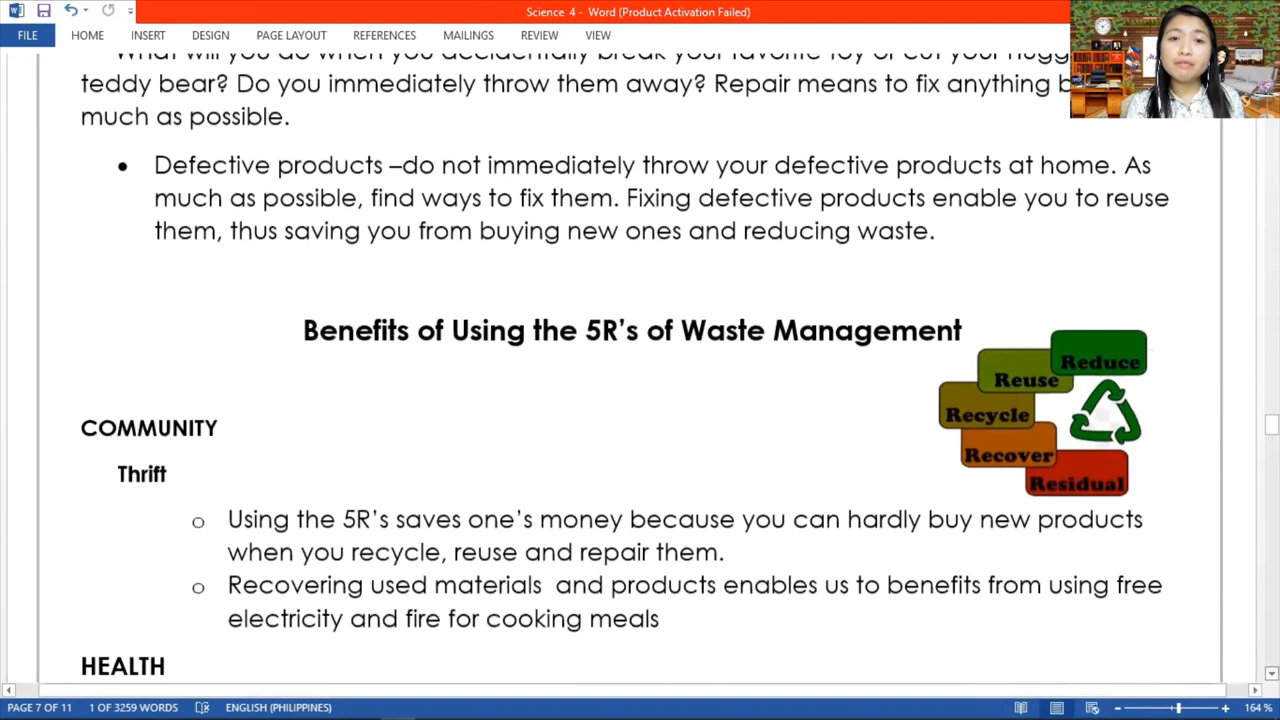 Science 4 - Word (Product Activation Failed)
FILE HOME INSERT DESIGN PAGE LAYOUT REFERENCES MAILINGS REVIEW VIEW
teddy bear? Do you immediately throw them away? Repair means to fix anything
much as possible.
• Defective products –do not immediately throw your defective products at home. As
much as possible, find ways to fix them. Fixing defective products enable you to reuse
them, thus saving you from buying new ones and reducing waste.
Benefits of Using the 5R's of Waste Management
Reduce
Reuse
Recycle
Recover
Residual
COMMUNITY
Thrift
o Using the 5R's saves one's money because you can hardly buy new products
when you recycle, reuse and repair them.
o Recovering used materials and products enables us to benefits from using free
electricity and fire for cooking meals
HEALTH
PAGE 7 OF 11 1 OF 3259 WORDS ENGLISH (PHILIPPINES) 164 %